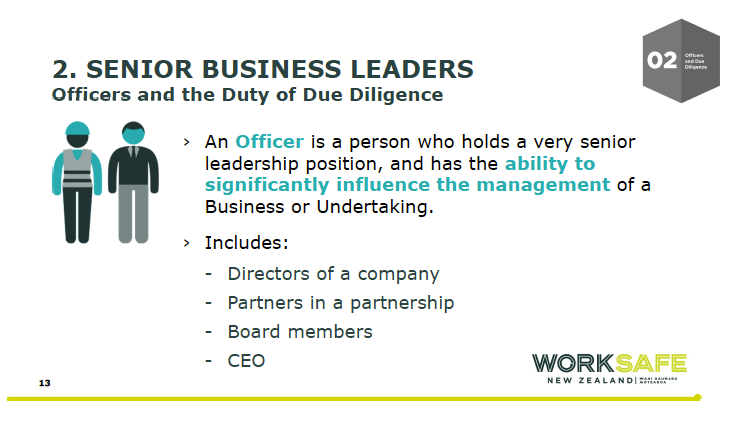 02
Officers
and Due
Diligence
2. SENIOR BUSINESS LEADERS
Officers and the Duty of Due Diligence
› An Officer is a person who holds a very senior
leadership position, and has the ability to
significantly influence the management of a
Business or Undertaking.
› Includes:
- Directors of a company
- Partners in a partnership
- Board members
- CEO
WORKSAFE
NEW ZEALAND | MAHI HAUMARU
AOTEAROA
13